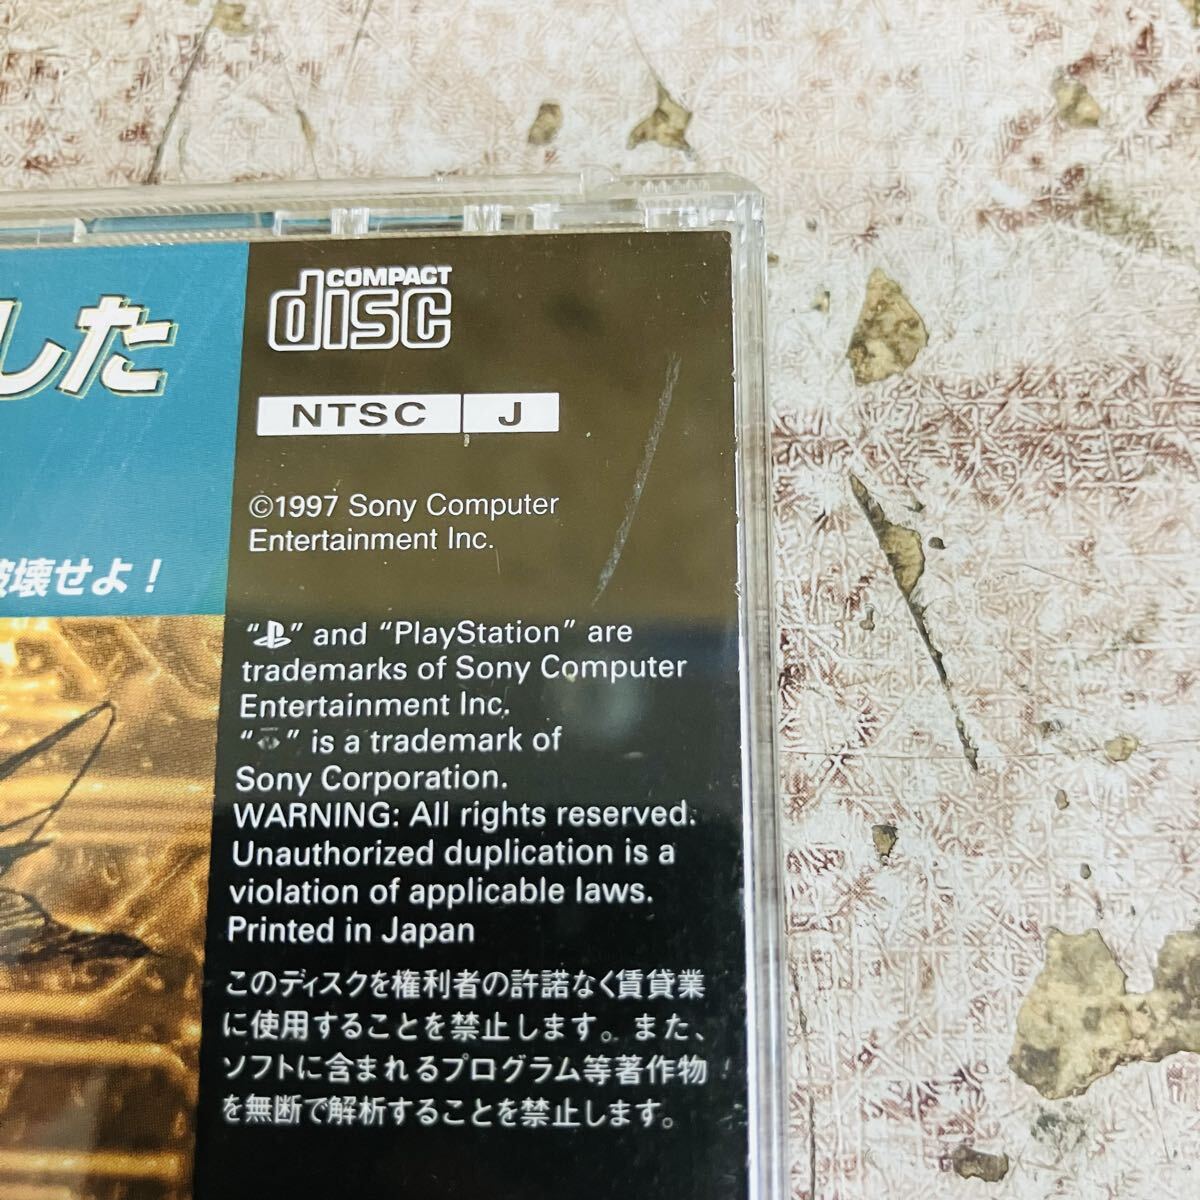 した
壊せよ！
COMPACT
disc
NTSC J
©1997 Sony Computer
Entertainment Inc.
“ ” and “PlayStation” are
trademarks of Sony Computer
Entertainment Inc.
“ ” is a trademark of
Sony Corporation.
WARNING: All rights reserved.
Unauthorized duplication is a
violation of applicable laws.
Printed in Japan
このディスクを権利者の許諾なく賃貸業
に使用することを禁止します。また、
ソフトに含まれるプログラム等著作物
を無断で解析することを禁止します。